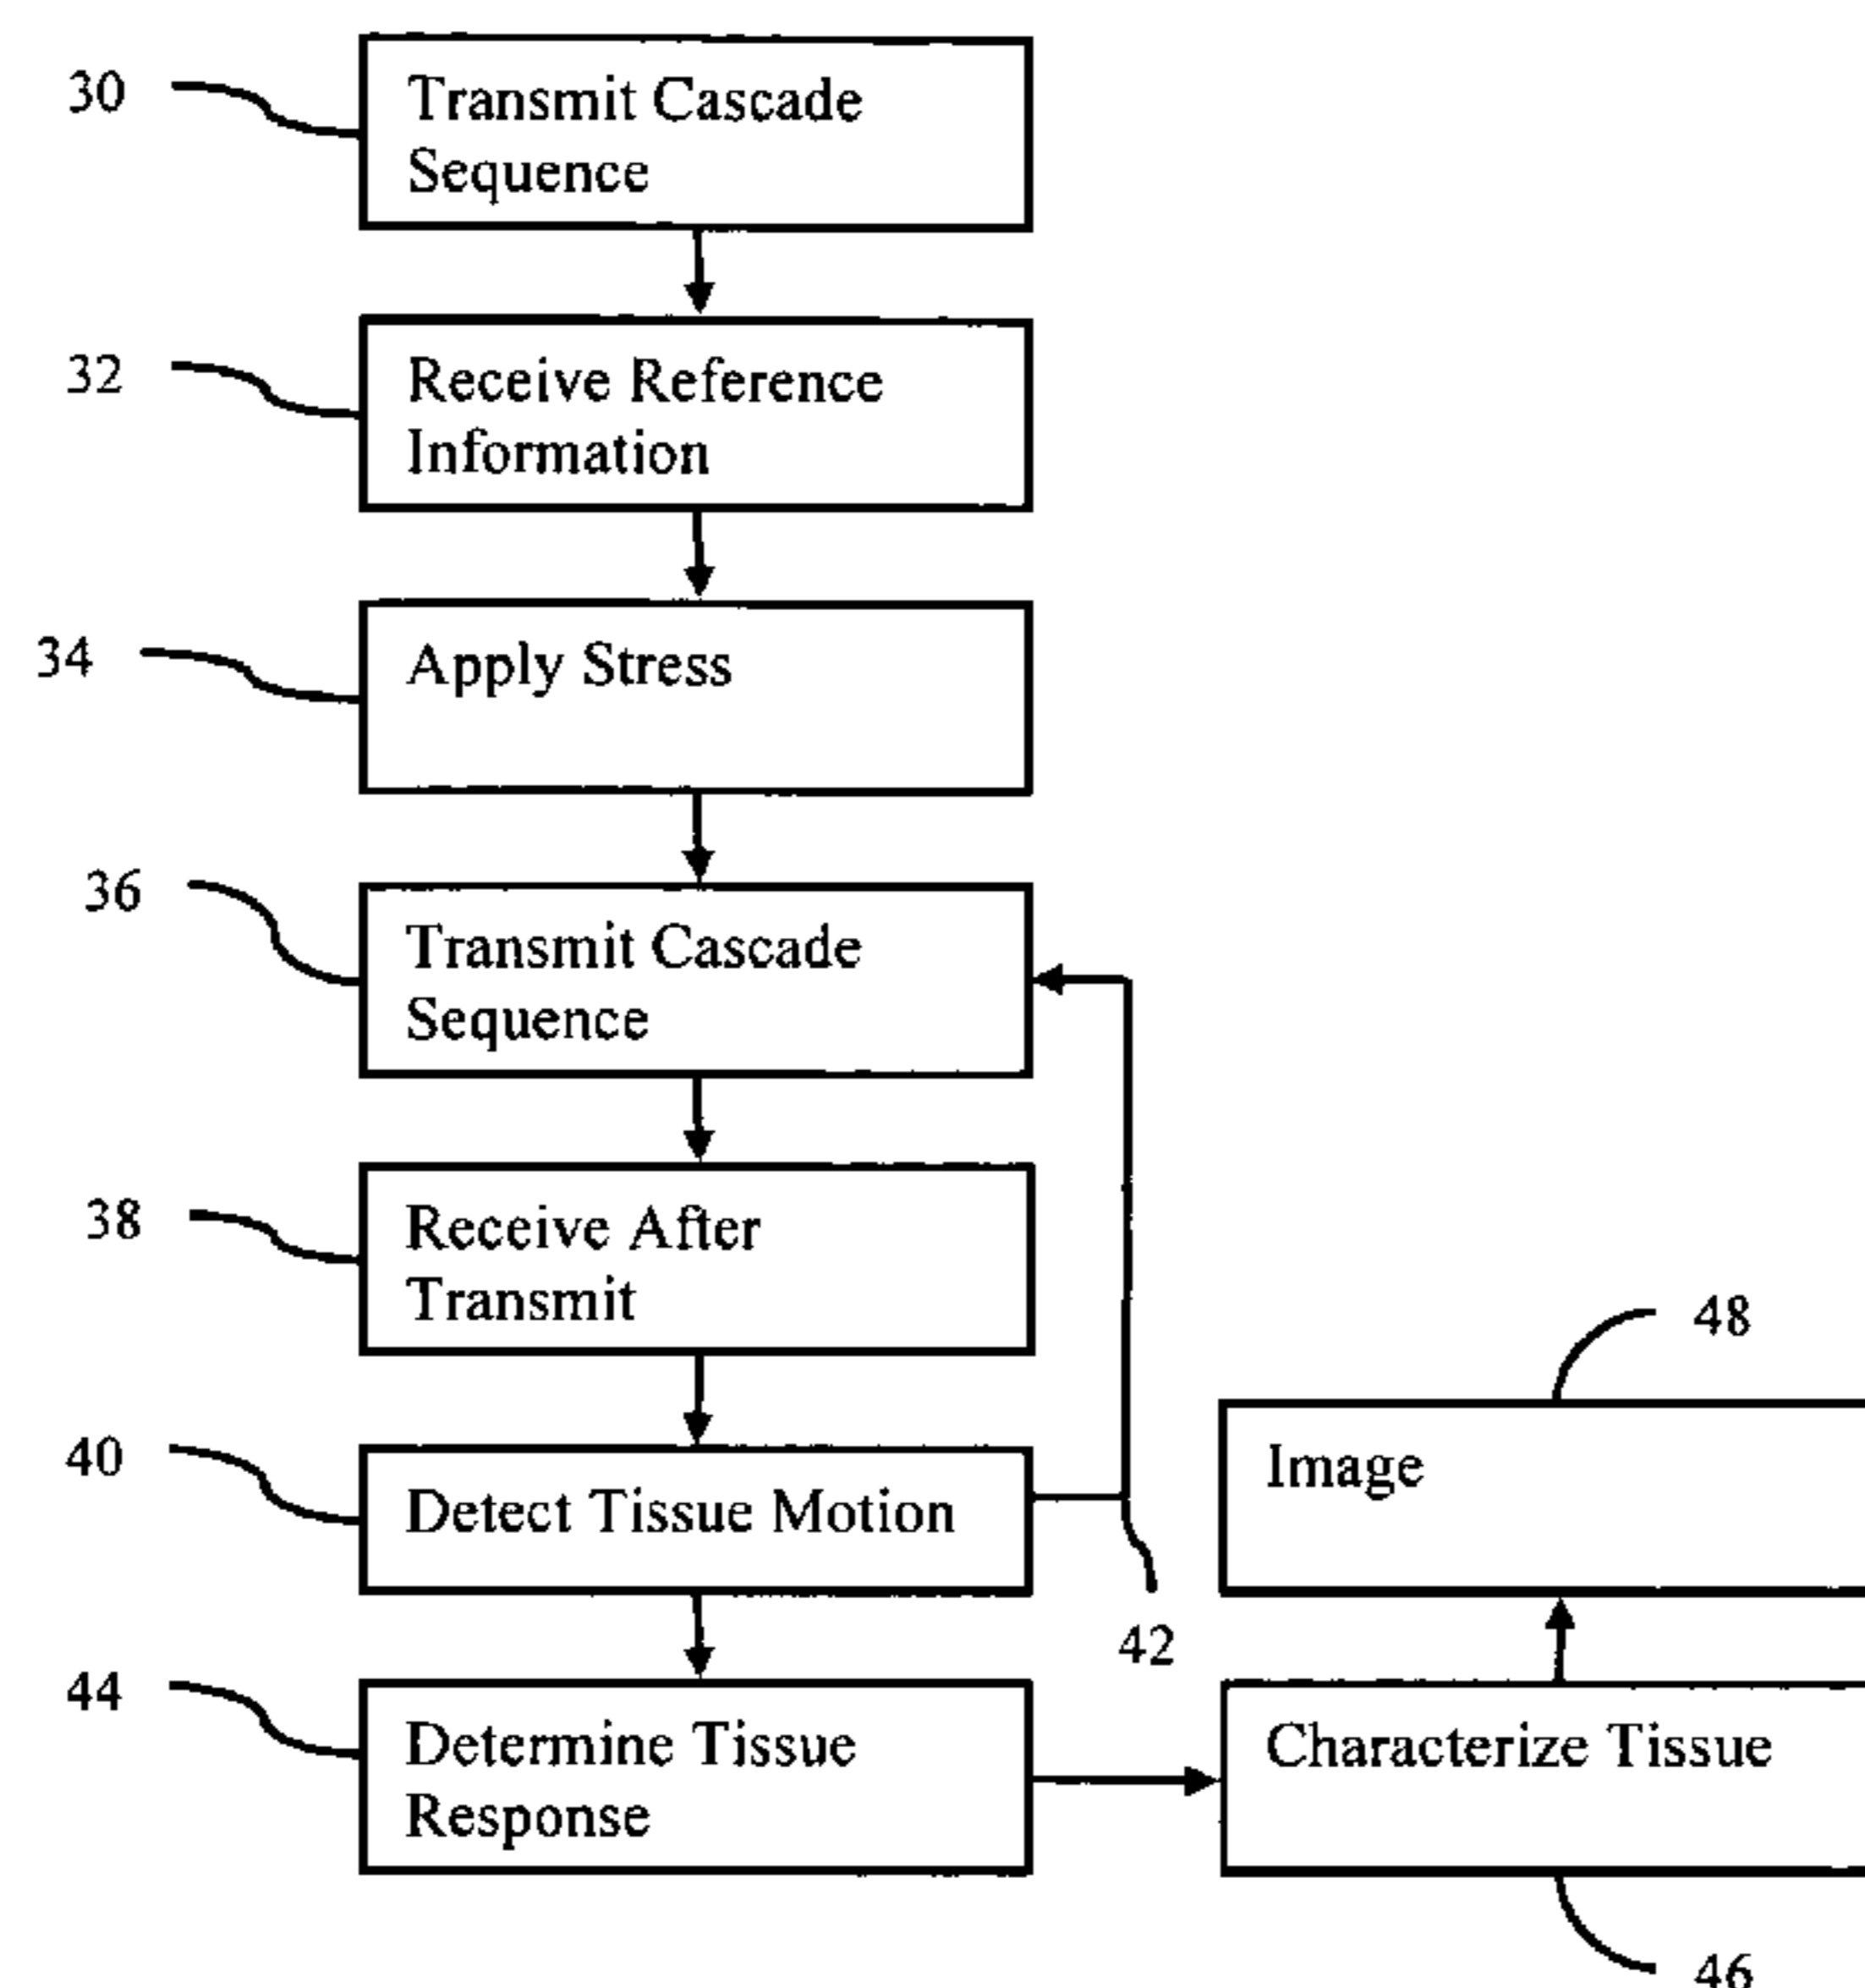 30
Transmit Cascade
Sequence
32
Receive Reference
Information
34
Apply Stress
36
Transmit Cascade
Sequence
38
Receive After
Transmit
40
Detect Tissue Motion
42
44
Determine Tissue
Response
48
Image
Characterize Tissue
46